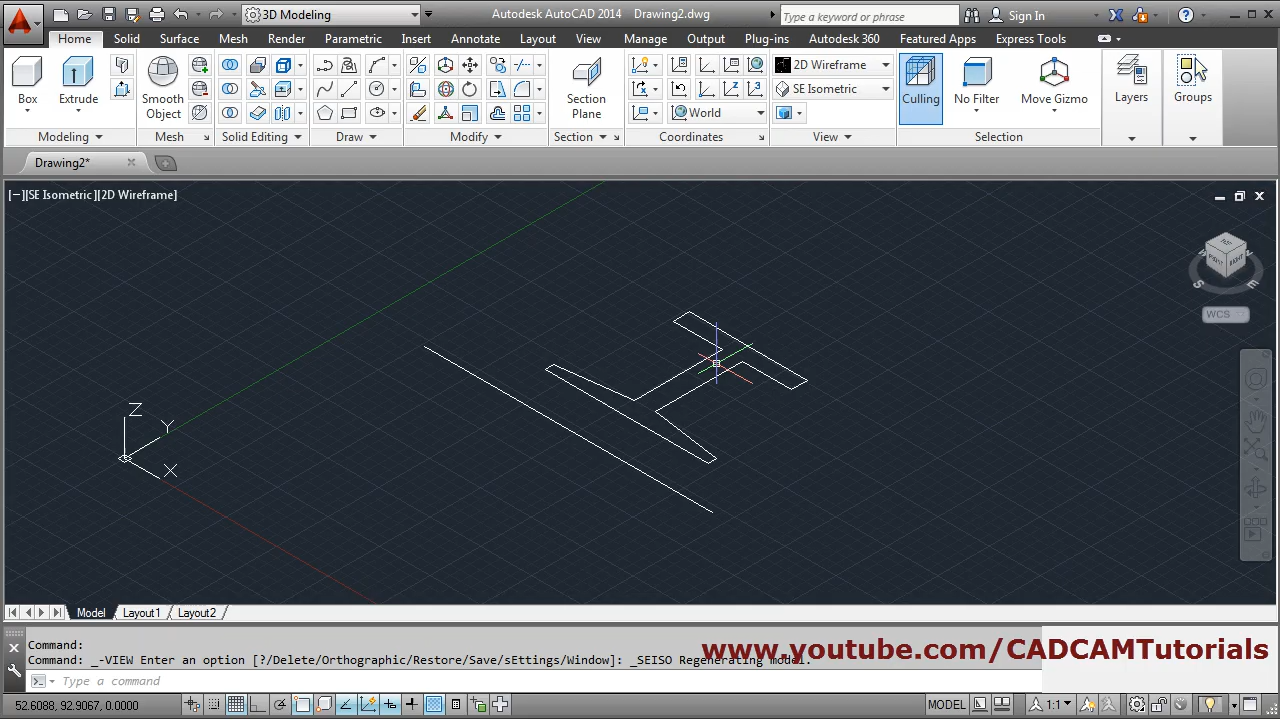 3D Modeling
Autodesk AutoCAD 2014 Drawing2.dwg
Type a keyword or phrase
Sign In
Home Solid Surface Mesh Render Parametric Insert Annotate Layout View Manage Output Plug-ins Autodesk 360 Featured Apps Express Tools
Box
Extrude
Smooth
Object
Section
Plane
World
2D Wireframe
SE Isometric
Culling
No Filter
Move Gizmo
Layers
Groups
Modeling Mesh Solid Editing Draw Modify Section Coordinates View Selection
Drawing2*
[–][SE Isometric][2D Wireframe]
S
E
WCS
Z
Y
X
Model Layout1 Layout2
Command:
Command: _-VIEW Enter an option [?/Delete/Orthographic/Restore/Save/sEttings/Window]: _SEISO Regenerating model.
www.youtube.com/CADCAMTutorials
Type a command
52.6088, 92.9067, 0.0000
MODEL
1:1